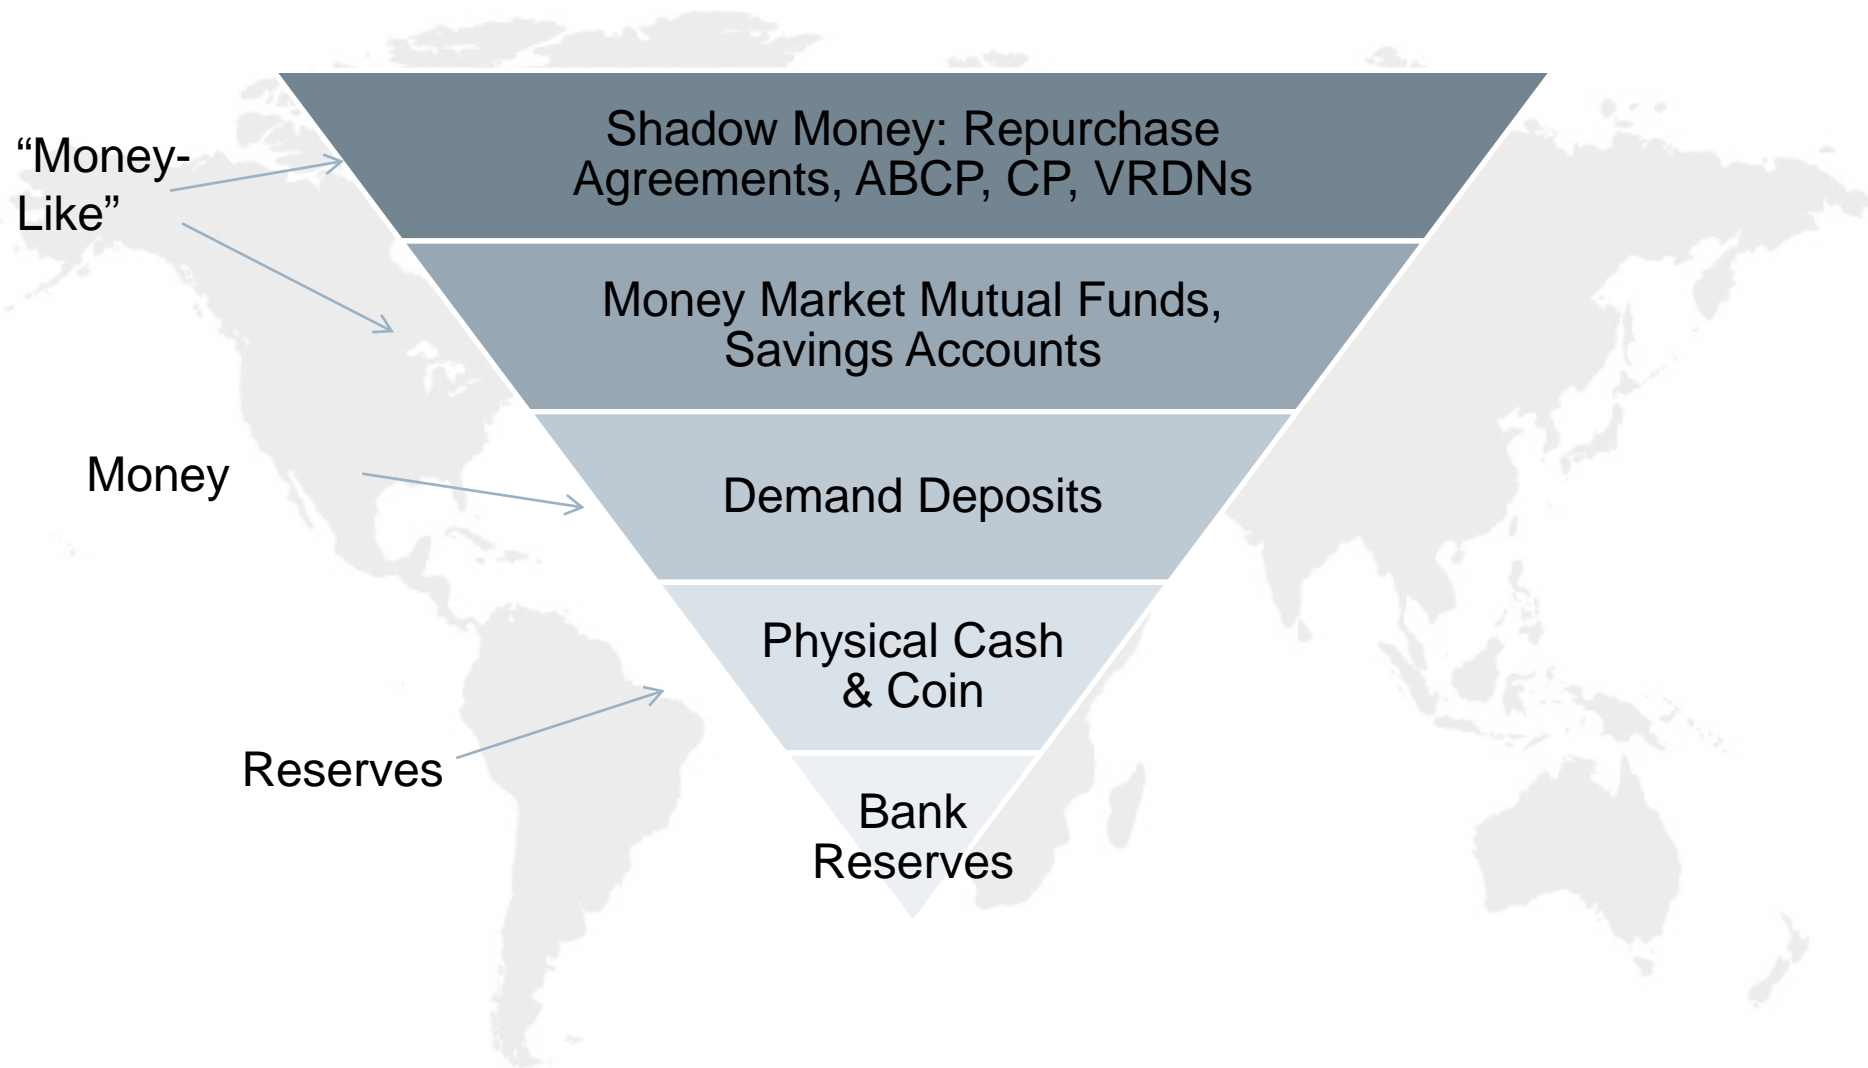 Shadow Money: Repurchase
Agreements, ABCP, CP, VRDNs
“Money-
Like”
Money Market Mutual Funds,
Savings Accounts
Money
Demand Deposits
Physical Cash
& Coin
Reserves
Bank
Reserves